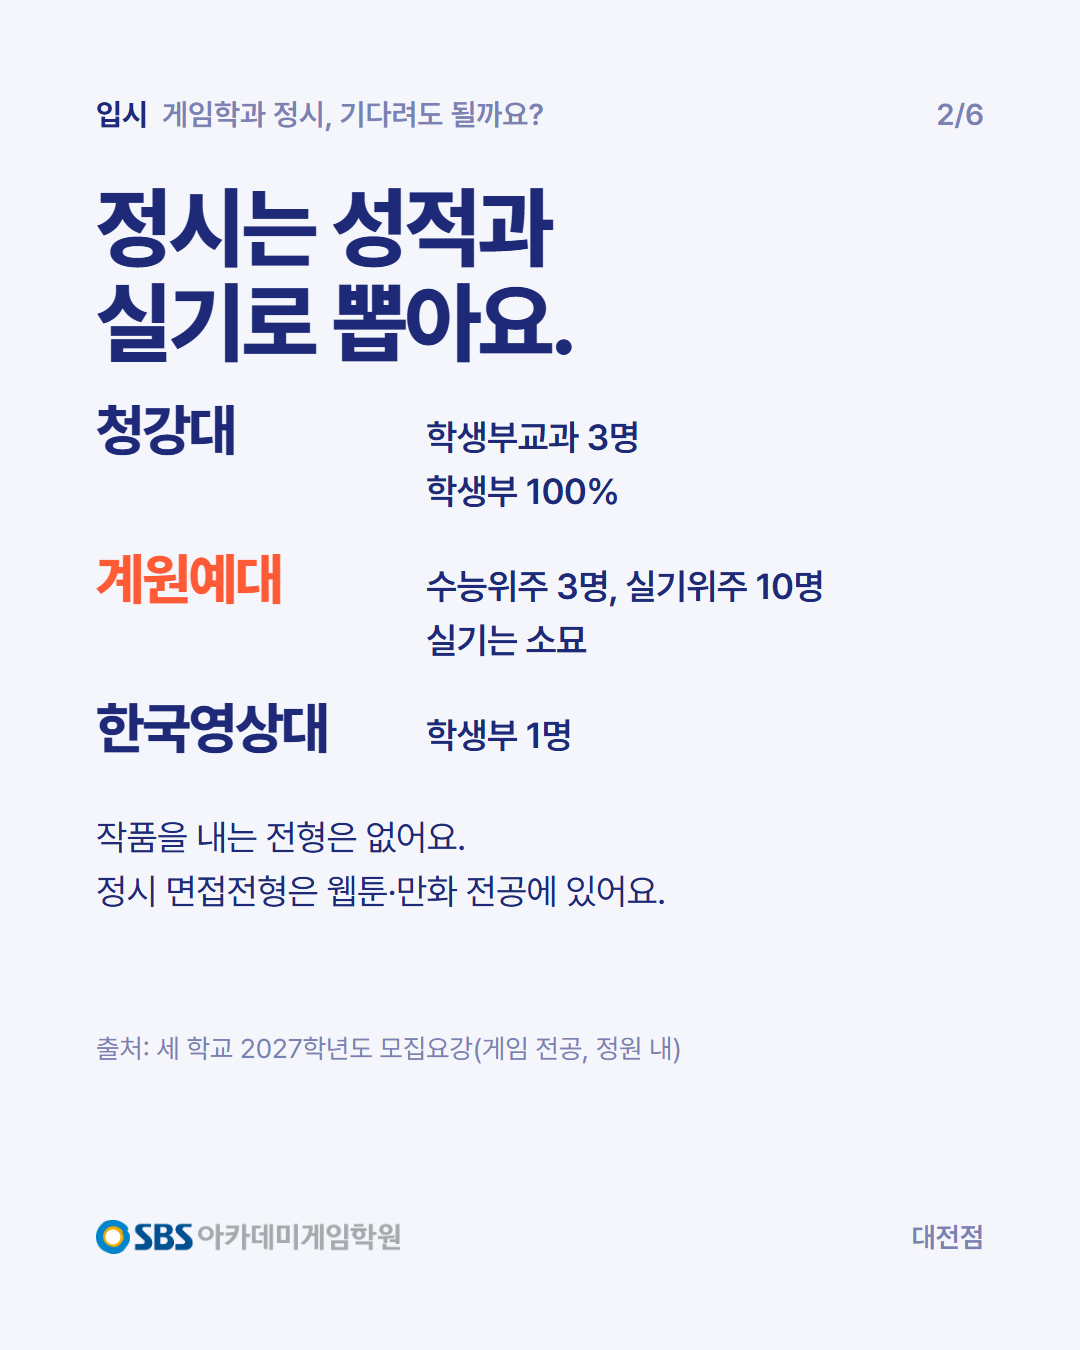 입시 게임학과 정시, 기다려도 될까요?
2/6
정시는 성적과
실기로 뽑아요.
청강대
학생부교과 3명
학생부 100%
계원예대
수능위주 3명, 실기위주 10명
실기는 소묘
한국영상대
학생부 1명
작품을 내는 전형은 없어요.
정시 면접전형은 웹툰·만화 전공에 있어요.
출처: 세 학교 2027학년도 모집요강(게임 전공, 정원 내)
SBS 아카데미게임학원
대전점